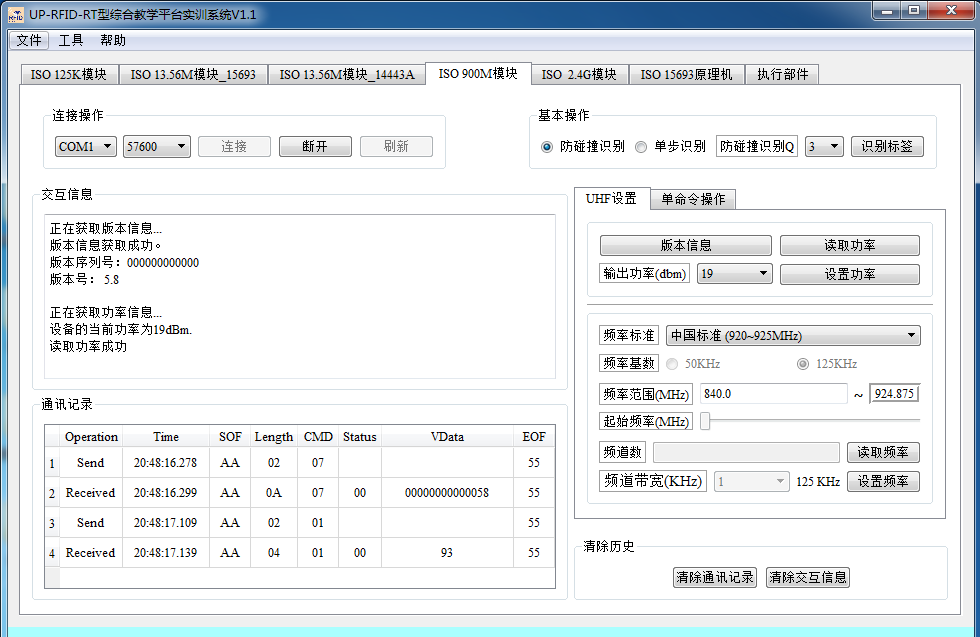 UP-RFID-RT型综合教学平台实训系统V1.1
文件 工具 帮助
ISO 125K模块 ISO 13.56M模块_15693 ISO 13.56M模块_14443A ISO 900M模块 ISO 2.4G模块 ISO 15693原理机 执行部件
连接操作
COM1 57600 连接 断开 刷新
基本操作
防碰撞识别 单步识别 防碰撞识别Q 3 识别标签
交互信息
正在获取版本信息...
版本信息获取成功。
版本序列号：000000000000
版本号： 5.8
正在获取功率信息...
设备的当前功率为19dBm.
读取功率成功
UHF设置 单命令操作
版本信息 读取功率
输出功率(dbm) 19 设置功率
频率标准 中国标准 (920~925MHz)
频率基数 50KHz 125KHz
频率范围(MHz) 840.0 ~ 924.875
起始频率(MHz)
频道数 读取频率
频道带宽(KHz) 1 125 KHz 设置频率
通讯记录
Operation Time SOF Length CMD Status VData EOF
1 Send 20:48:16.278 AA 02 07 55
2 Received 20:48:16.299 AA 0A 07 00 00000000000058 55
3 Send 20:48:17.109 AA 02 01 55
4 Received 20:48:17.139 AA 04 01 00 93 55
清除历史
清除通讯记录 清除交互信息